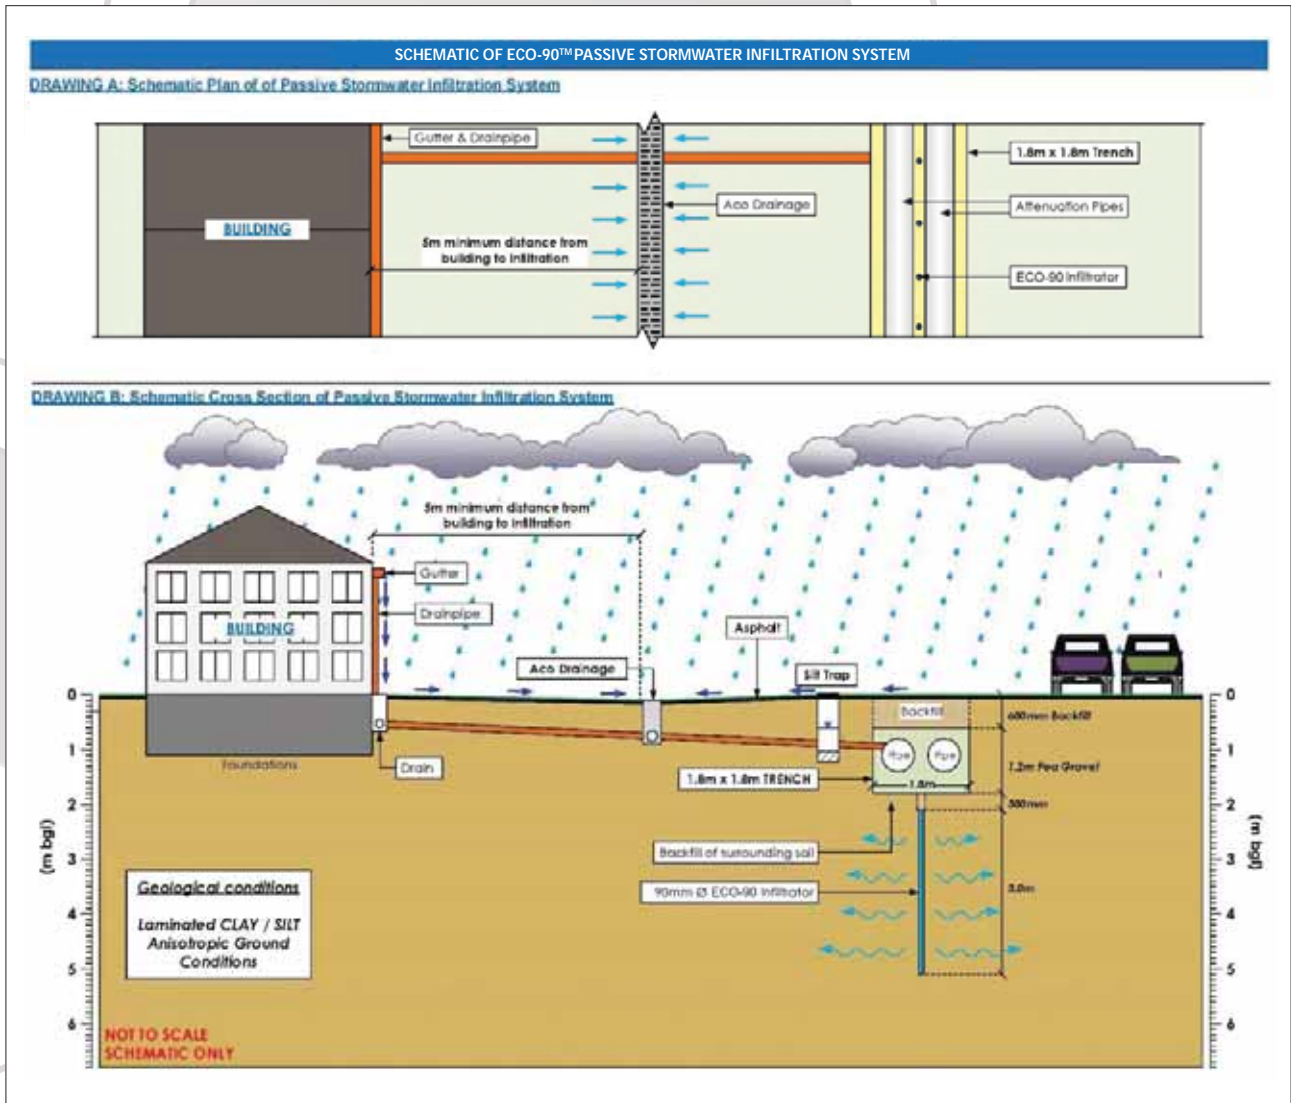 SCHEMATIC OF ECO-90™ PASSIVE STORMWATER INFILTRATION SYSTEM
DRAWING A: Schematic Plan of of Passive Stormwater Infiltration System
Gutter & Drainpipe
1.8m x 1.8m Trench
Aco Drainage
Attenuation Pipes
BUILDING
5m minimum distance from
building to infiltration
ECO-90 Infiltrator
DRAWING B: Schematic Cross Section of Passive Stormwater Infiltration System
5m minimum distance from
building to infiltration
Gutter
Drainpipe
BUILDING
Asphalt
Aco Drainage
Silt Trap
0
0
Backfill
600mm Backfill
1
Pipe
Pipe
1
Foundations
Drain
1.2m Pea Gravel
1.8m x 1.8m TRENCH
1.8m
2
300mm
2
(m bgl)
(m bgl)
Backfill of surrounding soil
3
3
90mm Ø ECO-90 Infiltrator
3.0m
Geological conditions
Laminated CLAY / SILT
Anisotropic Ground
Conditions
4
4
5
5
6
6
NOT TO SCALE
SCHEMATIC ONLY